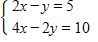 2x − y = 5
4x − 2y = 10